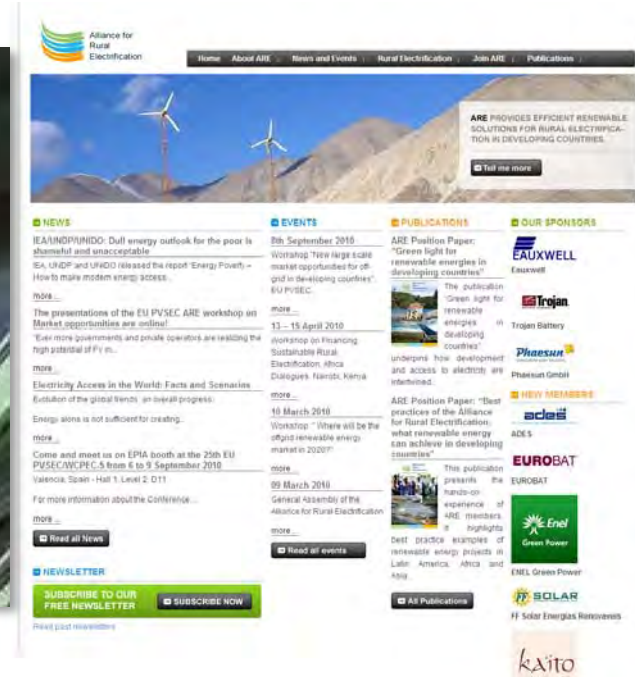 Alliance for
Rural
Electrification
Home
About ARE
News and Events
Rural Electrification
Join ARE
Publications
ARE PROVIDES EFFICIENT RENEWABLE
SOLUTIONS FOR RURAL ELECTRIFICA-
TION IN DEVELOPING COUNTRIES.
Tell me more
NEWS
IEA/UNDP/UNIDO: Dull energy outlook for the poor is
shameful and unacceptable
IEA, UNDP and UNIDO released the report "Energy Poverty –
How to make modern energy access...
more ...
The presentations of the EU PVSEC ARE workshop on
Market opportunities are online!
"Ever more governments and private operators are realizing the
high potential of PV in...
more ...
Electricity Access in the World: Facts and Scenarios
Evolution of the global trends: an overall progress.
Energy alone is not sufficient for creating...
more ...
Come and meet us on EPIA booth at the 25th EU
PVSEC/WCPEC-5 from 6 to 9 September 2010
Valencia, Spain - Hall 1, Level 2, D11
For more information about the Conference...
more ...
Read all News
NEWSLETTER
SUBSCRIBE TO OUR
FREE NEWSLETTER
SUBSCRIBE NOW
Read past newsletters
EVENTS
8th September 2010
Workshop "New large scale
market opportunities for off-
grid in developing countries",
EU PVSEC.
more ...
13 – 15 April 2010
Workshop on Financing
Sustainable Rural
Electrification, Africa
Dialogues, Nairobi, Kenya
more ...
10 March 2010
Workshop " Where will be the
offgrid renewable energy
market in 2020?"
more ...
09 March 2010
General Assembly of the
Alliance for Rural Electrification
more ...
Read all events
PUBLICATIONS
ARE Position Paper:
"Green light for
renewable energies in
developing countries"
The publication
"Green light for
renewable
energies in
developing
countries"
underpins how development
and access to electricity are
intertwined.
ARE Position Paper: "Best
practices of the Alliance
for Rural Electrification:
what renewable energy
can achieve in developing
countries"
This publication
presents the
hands-on
experience of
ARE members.
It highlights
best practice examples of
renewable energy projects in
Latin America, Africa and
Asia.
All Publications
OUR SPONSORS
EAUXWELL
Eauxwell
Trojan
Trojan Battery
Phaesun
Phaesun GmbH
NEW MEMBERS
ades
ADES
EUROBAT
EUROBAT
Enel
Green Power
ENEL Green Power
FF SOLAR
FF Solar Energias Renovaveis
kaïto